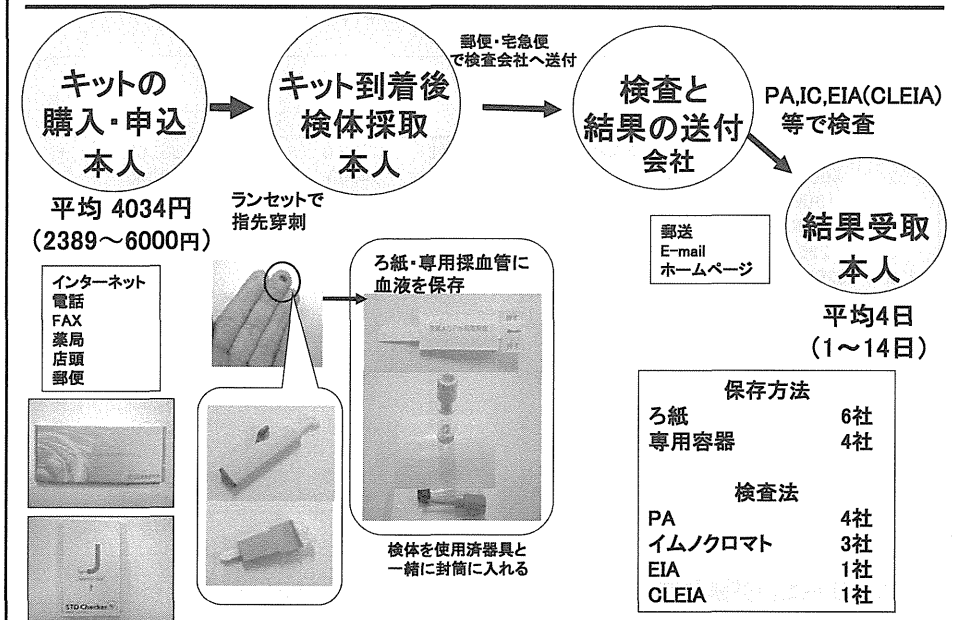 キットの
購入・申込
本人
平均 4034円
(2389～6000円)
インターネット
電話
FAX
薬局
店頭
郵便
J
STD Checker
キット到着後
検体採取
本人
ランセットで
指先穿刺
ろ紙・専用採血管に
血液を保存
検体を使用済器具と
一緒に封筒に入れる
郵便・宅急便
で検査会社へ送付
検査と
結果の送付
会社
PA,IC,EIA(CLEIA)
等で検査
郵送
E-mail
ホームページ
結果受取
本人
平均4日
(1～14日)
保存方法
ろ紙 6社
専用容器 4社
検査法
PA 4社
イムノクロマト 3社
EIA 1社
CLEIA 1社